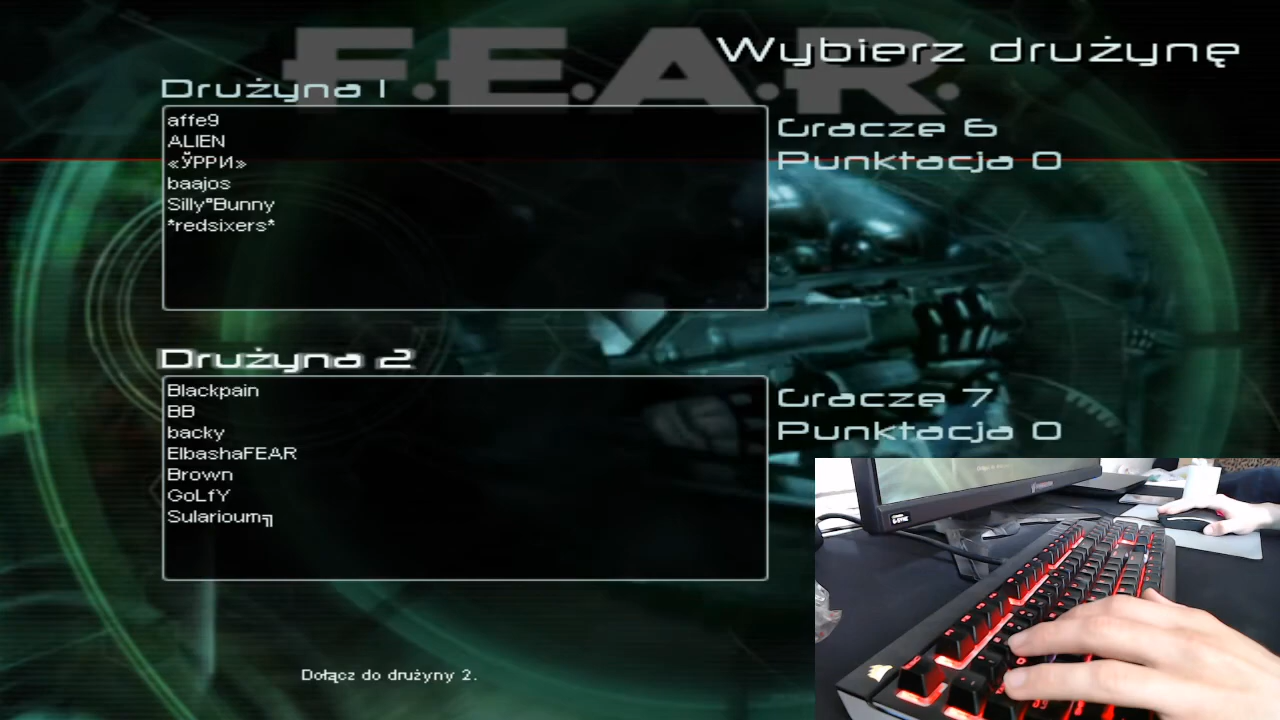 F.E.A.R.
Wybierz drużynę
Drużyna 1
affe9
ALIEN
«ЎРРИ»
baajos
Silly*Bunny
*redsixers*
Gracze 6
Punktacja 0
Drużyna 2
Blackpain
BB
backy
ElbashaFEAR
Brown
GoLfY
Sularioum╗
Gracze 7
Punktacja 0
Dołącz do drużyny 2.